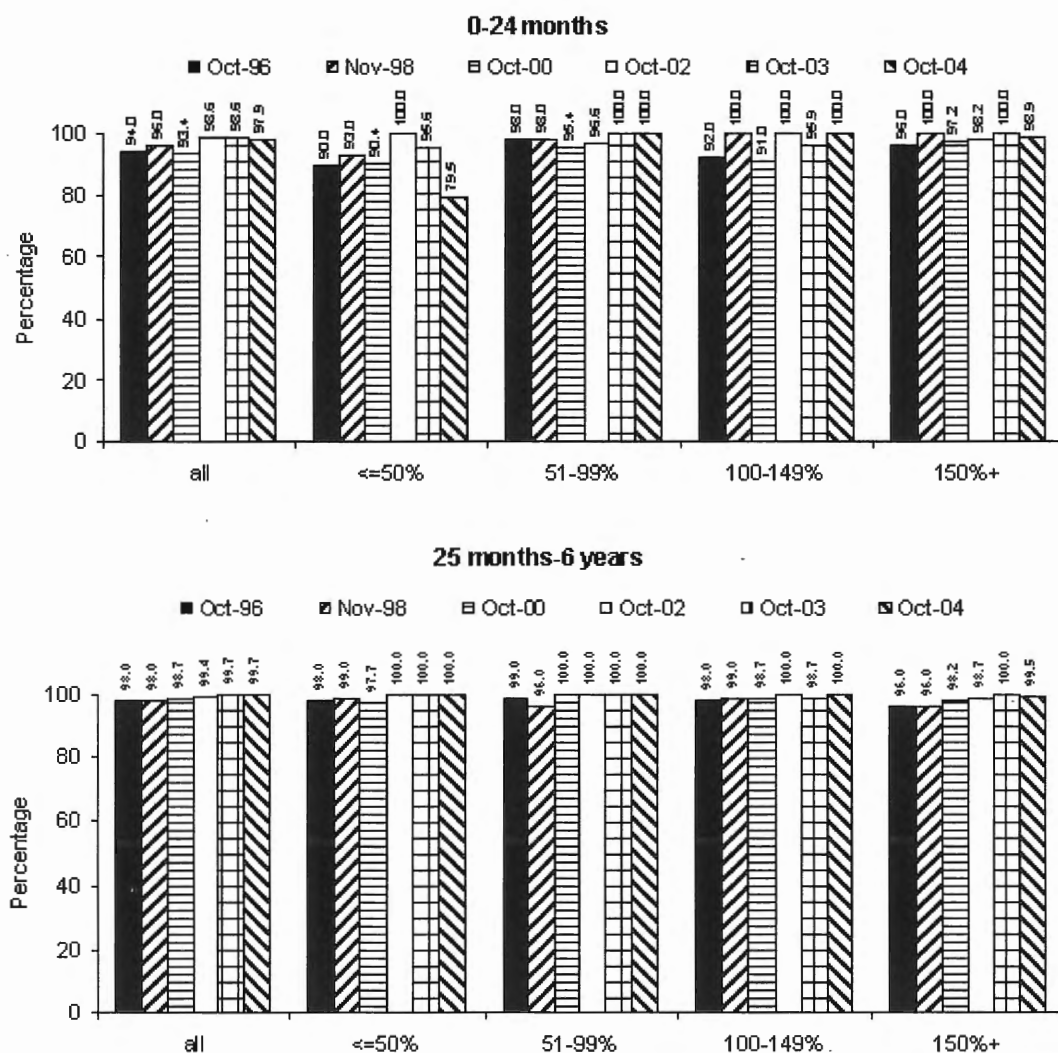 0-24 months
Oct-96 Nov-98 Oct-00 Oct-02 Oct-03 Oct-04
94.0 96.0 93.4 98.6 98.6 97.9 90.0 93.0 90.4 100.0 95.6 79.5 98.0 98.0 95.4 96.6 100.0 100.0 92.0 100.0 91.0 100.0 95.9 100.0 96.0 100.0 97.2 98.2 100.0 98.9
100
80
60
40
20
0
Percentage
all <=50% 51-99% 100-149% 150%+
25 months-6 years
Oct-96 Nov-98 Oct-00 Oct-02 Oct-03 Oct-04
98.0 98.0 98.7 99.4 99.7 99.7 98.0 99.0 97.7 100.0 100.0 100.0 99.0 96.0 100.0 100.0 100.0 100.0 98.0 99.0 98.7 100.0 98.7 100.0 96.0 96.0 98.2 98.7 100.0 99.5
100
80
60
40
20
0
Percentage
all <=50% 51-99% 100-149% 150%+